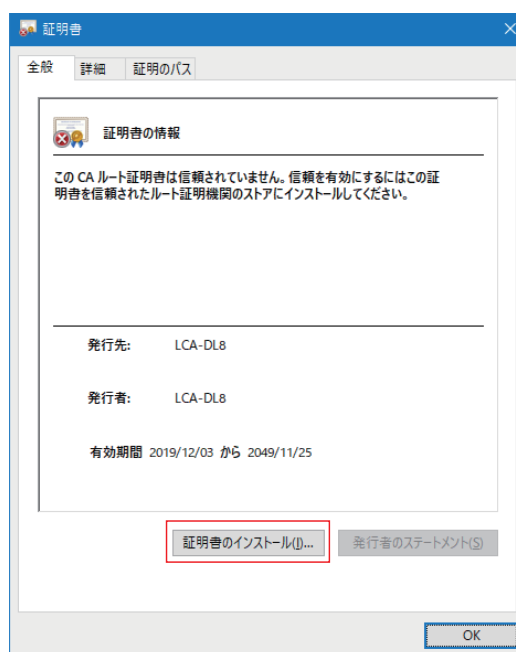 証明書
全般 詳細 証明のパス
証明書の情報
この CA ルート証明書は信頼されていません。信頼を有効にするにはこの証
明書を信頼されたルート証明機関のストアにインストールしてください。
発行先: LCA-DL8
発行者: LCA-DL8
有効期間 2019/12/03 から 2049/11/25
証明書のインストール(I)... 発行者のステートメント(S)
OK